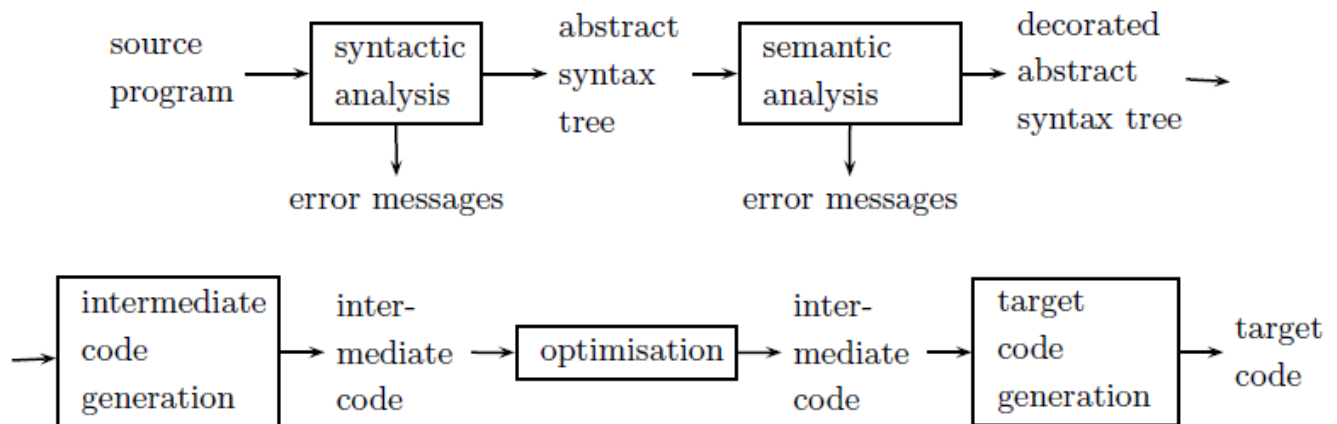 source
program
syntactic
analysis
abstract
syntax
tree
semantic
analysis
decorated
abstract
syntax tree
error messages
error messages
intermediate
code
generation
inter-
mediate
code
optimisation
inter-
mediate
code
target
code
generation
target
code